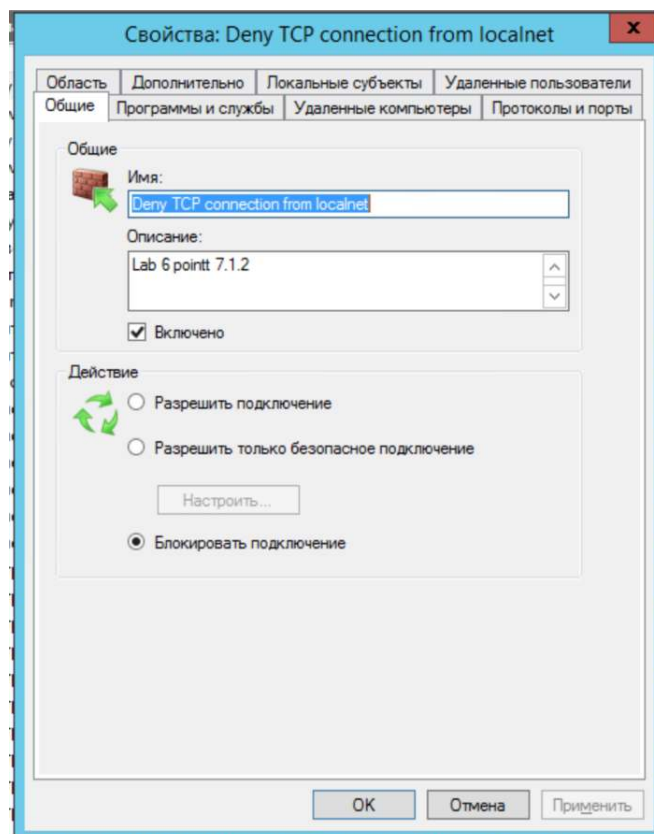 Свойства: Deny TCP connection from localnet
x
Область Дополнительно Локальные субъекты Удаленные пользователи
Общие Программы и службы Удаленные компьютеры Протоколы и порты
Общие
Имя:
Deny TCP connection from localnet
Описание:
Lab 6 pointt 7.1.2
Включено
Действие
Разрешить подключение
Разрешить только безопасное подключение
Настроить...
Блокировать подключение
OK Отмена Применить